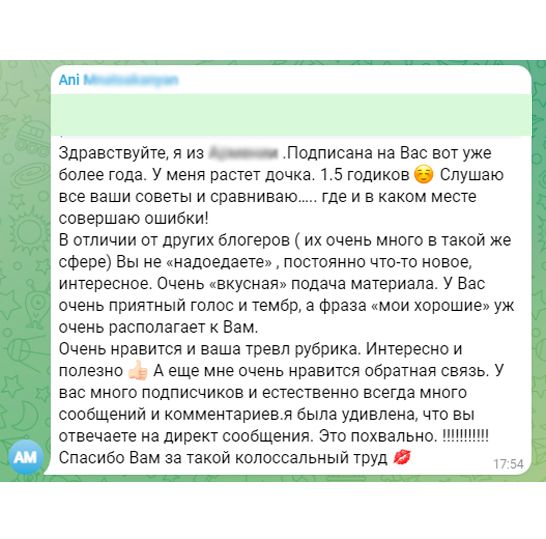 Ani
Здравствуйте, я из .Подписана на Вас вот уже
более года. У меня растет дочка. 1.5 годиков ☺️ Слушаю
все ваши советы и сравниваю….. где и в каком месте
совершаю ошибки!
В отличии от других блогеров ( их очень много в такой же
сфере) Вы не «надоедаете» , постоянно что-то новое,
интересное. Очень «вкусная» подача материала. У Вас
очень приятный голос и тембр, а фраза «мои хорошие» уж
очень располагает к Вам.
Очень нравится и ваша тревл рубрика. Интересно и
полезно 👍🏻 А еще мне очень нравится обратная связь. У
вас много подписчиков и естественно всегда много
сообщений и комментариев.я была удивлена, что вы
отвечаете на директ сообщения. Это похвально. !!!!!!!!!!!
Спасибо Вам за такой колоссальный труд 💋
AM
17:54